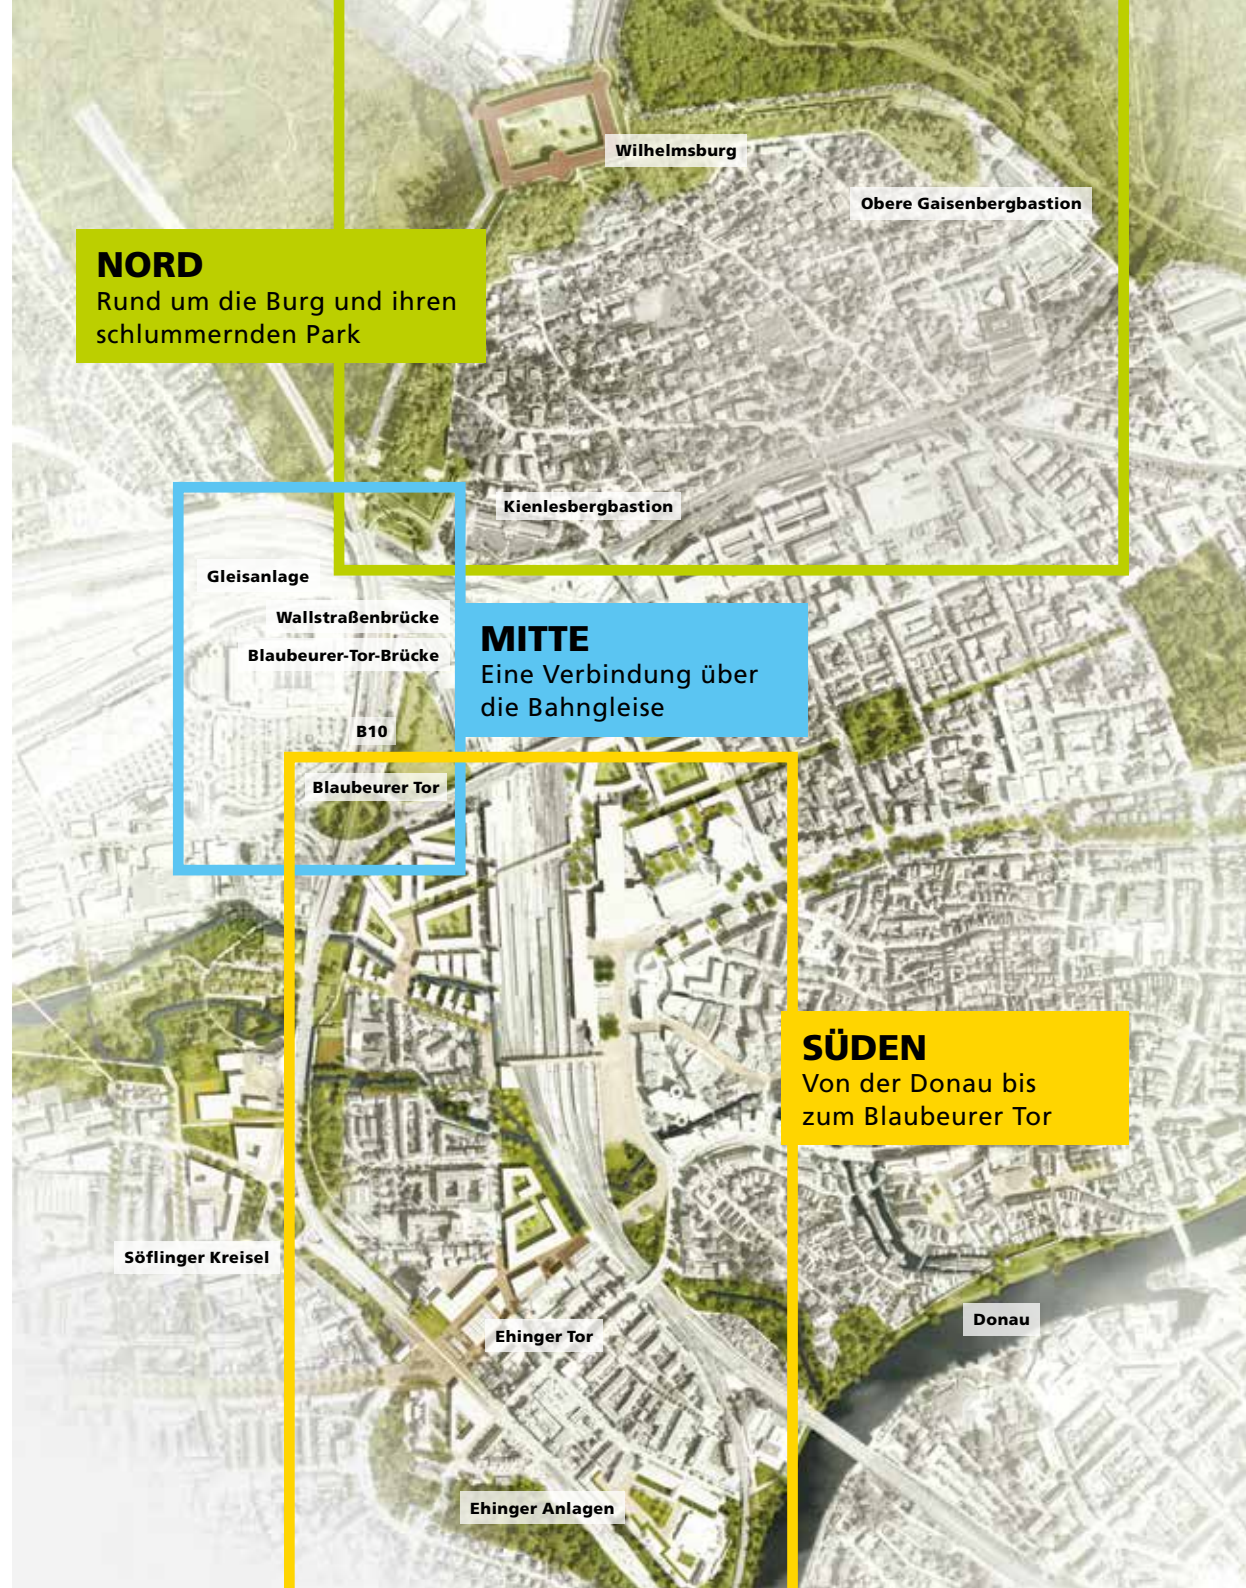 Wilhelmsburg
Obere Gaisenbergbastion
NORD
Rund um die Burg und ihren
schlummernden Park
Kienlesbergbastion
Gleisanlage
Wallstraßenbrücke
Blaubeurer-Tor-Brücke
MITTE
Eine Verbindung über
die Bahngleise
B10
Blaubeurer Tor
SÜDEN
Von der Donau bis
zum Blaubeurer Tor
Söflinger Kreisel
Donau
Ehinger Tor
Ehinger Anlagen